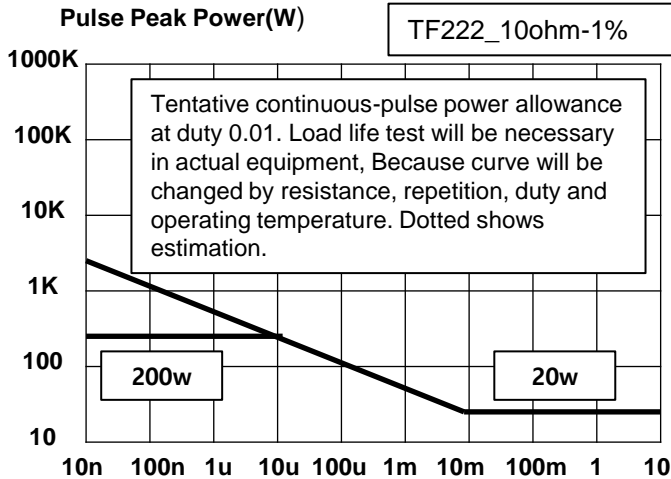 Pulse Peak Power(W)
TF222_10ohm-1%
1000K
Tentative continuous-pulse power allowance
at duty 0.01. Load life test will be necessary
in actual equipment, Because curve will be
changed by resistance, repetition, duty and
operating temperature. Dotted shows
estimation.
100K
10K
1K
100
200w
20w
10
10n 100n 1u 10u 100u 1m 10m 100m 1 10